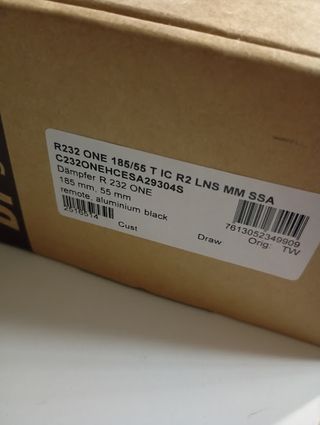 R232 ONE 185/55 T IC R2 LNS MM SSA
C232ONEHCESA29304S
Dämpfer R 232 ONE
185 mm, 55 mm
remote, aluminium black
2516514
7613052349909
Cust
Draw
Orig: TW